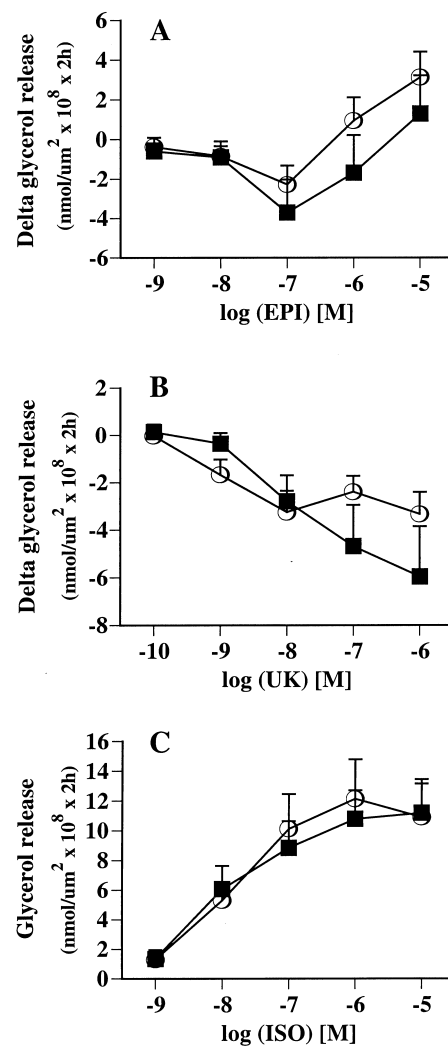 A
Delta glycerol release
(nmol/um² x 10⁸ x 2h)
6
4
2
0
-2
-4
-6
-9 -8 -7 -6 -5
log (EPI) [M]
B
Delta glycerol release
(nmol/um² x 10⁸ x 2h)
2
0
-2
-4
-6
-8
-10 -9 -8 -7 -6
log (UK) [M]
C
Glycerol release
(nmol/um² x 10⁸ x 2h)
16
14
12
10
8
6
4
2
0
-9 -8 -7 -6 -5
log (ISO) [M]